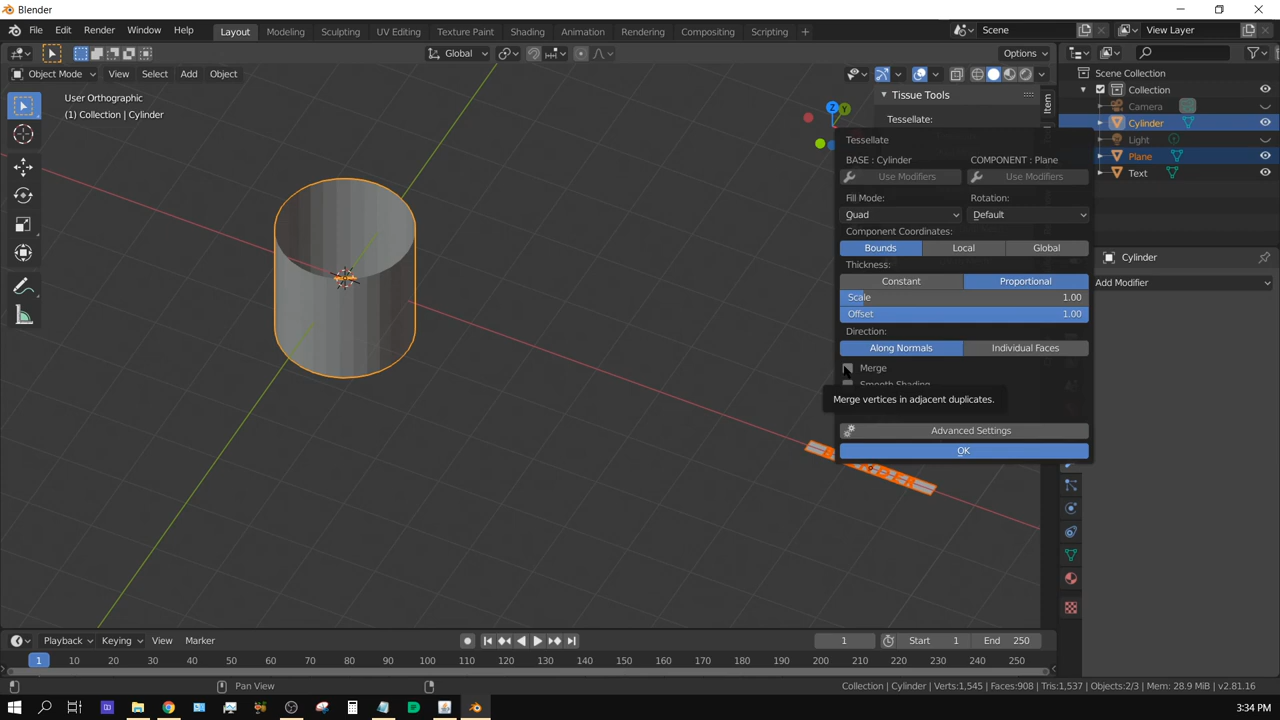 Blender
File Edit Render Window Help Layout Modeling Sculpting UV Editing Texture Paint Shading Animation Rendering Compositing Scripting + Scene View Layer
Global Options
Object Mode View Select Add Object
User Orthographic
(1) Collection | Cylinder
Tissue Tools
Tessellate:
Item
Z
Y
Tessellate
BASE : Cylinder COMPONENT : Plane
Use Modifiers Use Modifiers
Fill Mode: Rotation:
Quad Default
Component Coordinates:
Bounds Local Global
Thickness:
Constant Proportional
Scale 1.00
Offset 1.00
Direction:
Along Normals Individual Faces
Merge
Smooth Shading
Merge vertices in adjacent duplicates.
Advanced Settings
OK
Scene Collection
Collection
Camera
Cylinder
Light
Plane
Text
Cylinder
Add Modifier
Playback Keying View Marker 1 Start 1 End 250
1 10 20 30 40 50 60 70 80 90 100 110 120 130 140 150 160 170 180 190 200 210 220 230 240 250
Pan View
Collection | Cylinder | Verts:1,545 | Faces:908 | Tris:1,537 | Objects:2/3 | Mem: 28.9 MiB | v2.81.16
3:34 PM